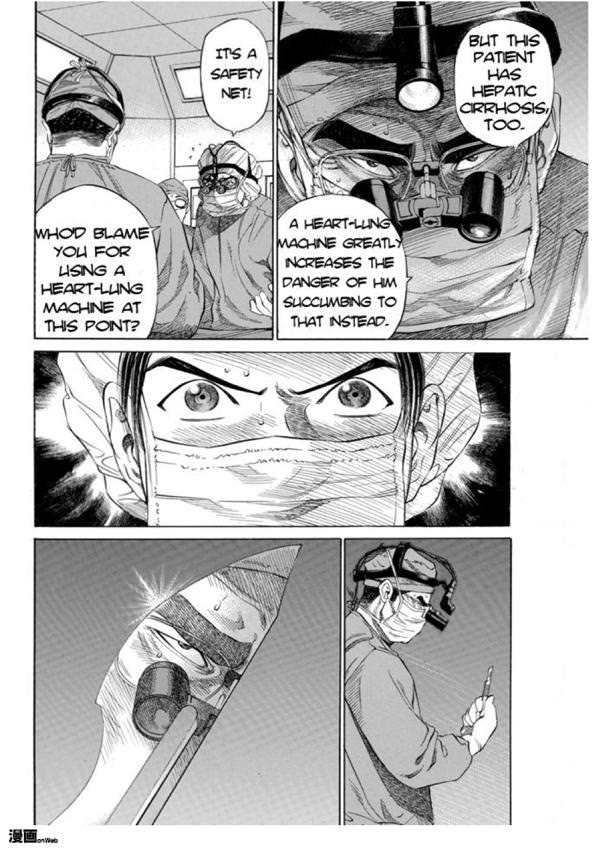 BUT THIS
PATIENT
HAS
HEPATIC
CIRRHOSIS,
TOO.
A HEART-LUNG
MACHINE GREATLY
INCREASES THE
DANGER OF HIM
SUCCUMBING TO
THAT INSTEAD.
IT'S A
SAFETY
NET!
WHO'D BLAME
YOU FOR
USING A
HEART-LUNG
MACHINE AT
THIS POINT?
漫画onWeb